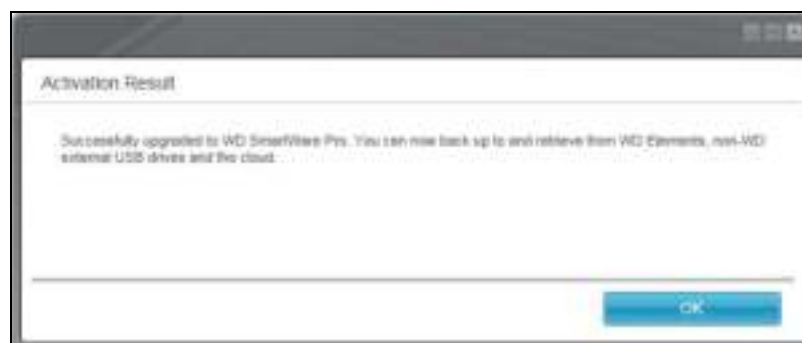 Activation Result
Successfully upgraded to WD SmartWare Pro. You can now back up to and retrieve from WD Elements, non-WD
external USB drives and the cloud.
OK